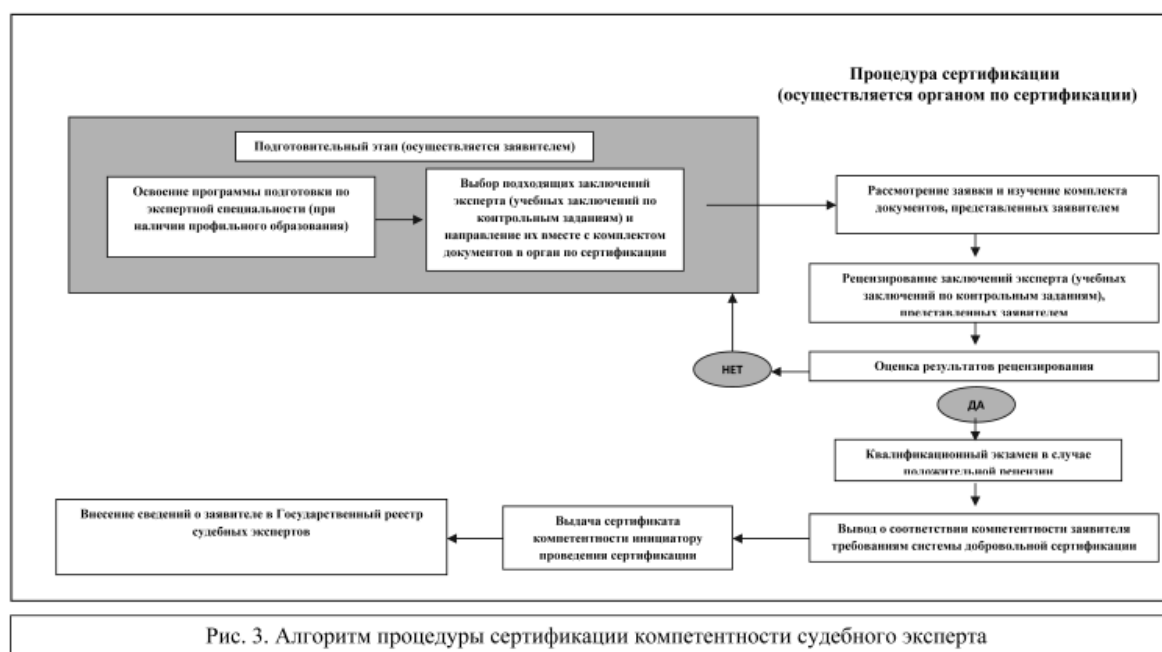 Процедура сертификации
(осуществляется органом по сертификации)
Подготовительный этап (осуществляется заявителем)
Освоение программы подготовки по
экспертной специальности (при
наличии профильного образования)
Выбор подходящих заключений
эксперта (учебных заключений по
контрольным заданиям) и
направление их вместе с комплектом
документов в орган по сертификации
Рассмотрение заявки и изучение комплекта
документов, представленных заявителем
Рецензирование заключений эксперта (учебных
заключений по контрольным заданиям),
представленных заявителем
Оценка результатов рецензирования
НЕТ
ДА
Квалификационный экзамен в случае
положительной рецензии
Вывод о соответствии компетентности заявителя
требованиям системы добровольной сертификации
Выдача сертификата
компетентности инициатору
проведения сертификации
Внесение сведений о заявителе в Государственный реестр
судебных экспертов
Рис. 3. Алгоритм процедуры сертификации компетентности судебного эксперта